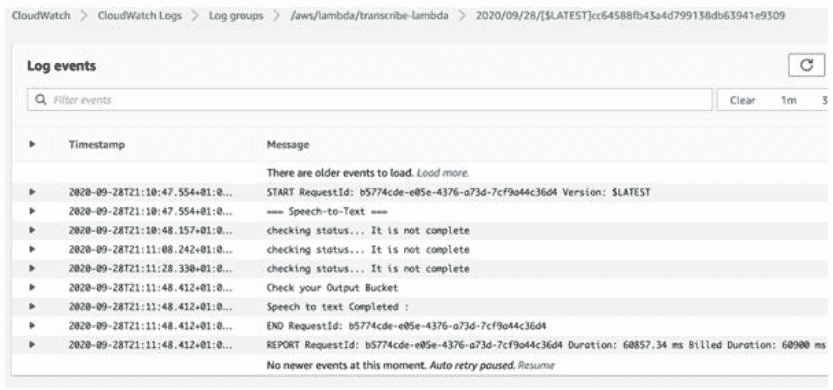 CloudWatch > CloudWatch Logs > Log groups > /aws/lambda/transcribe-lambda > 2020/09/28/[$LATEST]cc64588fb43a4d799138db63941e9309
Log events
Filter events Clear 1m 3
Timestamp Message
There are older events to load. Load more.
2020-09-28T21:10:47.554+01:0... START RequestId: b5774cde-e05e-4376-a73d-7cf9a44c36d4 Version: $LATEST
2020-09-28T21:10:47.554+01:0... === Speech-to-Text ===
2020-09-28T21:10:48.157+01:0... checking status... It is not complete
2020-09-28T21:11:08.242+01:0... checking status... It is not complete
2020-09-28T21:11:28.330+01:0... checking status... It is not complete
2020-09-28T21:11:48.412+01:0... Check your Output Bucket
2020-09-28T21:11:48.412+01:0... Speech to text Completed :
2020-09-28T21:11:48.412+01:0... END RequestId: b5774cde-e05e-4376-a73d-7cf9a44c36d4
2020-09-28T21:11:48.412+01:0... REPORT RequestId: b5774cde-e05e-4376-a73d-7cf9a44c36d4 Duration: 60857.34 ms Billed Duration: 60900 ms
No newer events at this moment. Auto retry paused. Resume